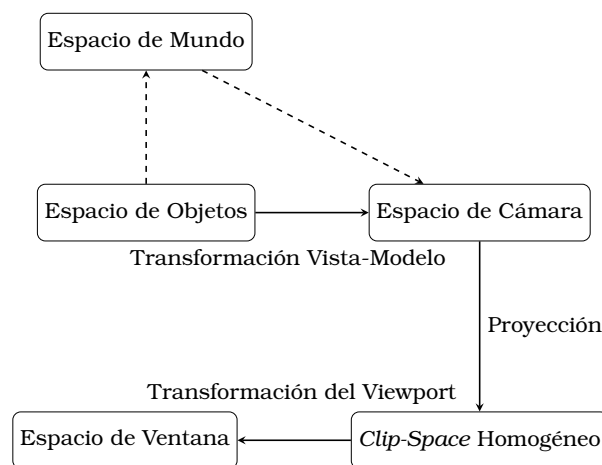 Espacio de Mundo
Espacio de Objetos
Espacio de Cámara
Transformación Vista-Modelo
Proyección
Transformación del Viewport
Espacio de Ventana
Clip-Space Homogéneo